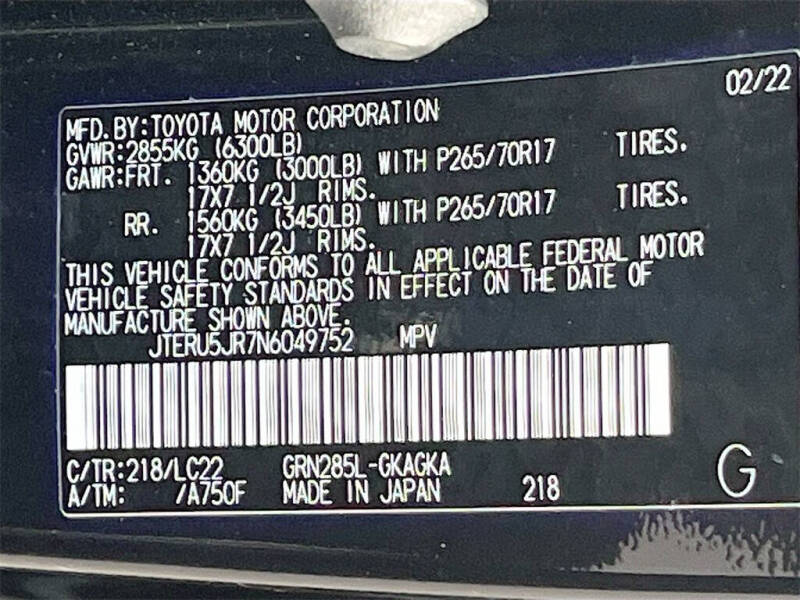 02/22
MFD. BY:TOYOTA MOTOR CORPORATION
GVWR:2855KG (6300LB)
GAWR:FRT. 1360KG (3000LB) WITH P265/70R17 TIRES.
17X7 1/2J RIMS.
RR. 1560KG (3450LB) WITH P265/70R17 TIRES.
17X7 1/2J RIMS.
THIS VEHICLE CONFORMS TO ALL APPLICABLE FEDERAL MOTOR
VEHICLE SAFETY STANDARDS IN EFFECT ON THE DATE OF
MANUFACTURE SHOWN ABOVE.
JTERU5JR7N6049752 MPV
C/TR:218/LC22 GRN285L-GKAGKA
A/TM: /A750F MADE IN JAPAN 218 G